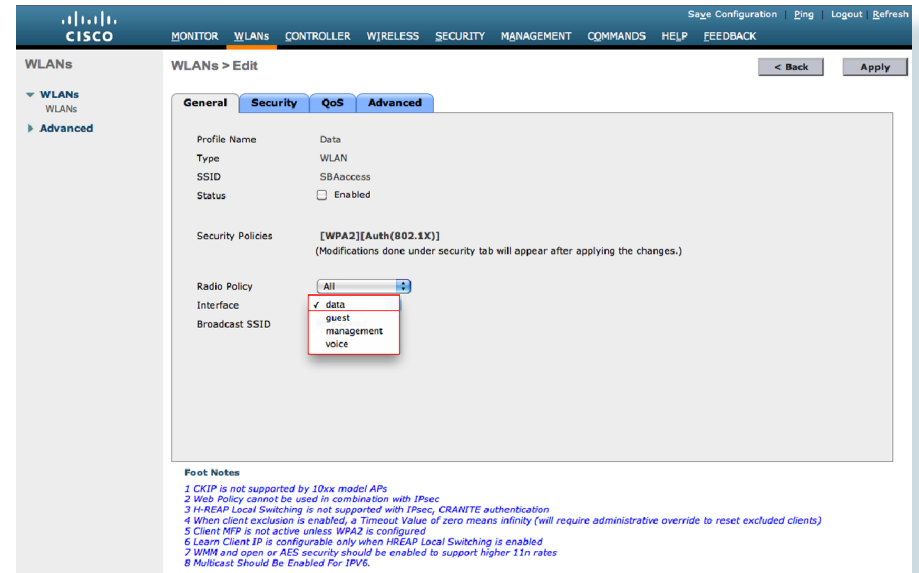 Save Configuration | Ping | Logout | Refresh
CISCO
MONITOR WLANs CONTROLLER WIRELESS SECURITY MANAGEMENT COMMANDS HELP FEEDBACK
WLANs
WLANs
WLANs
Advanced
WLANs > Edit
< Back
Apply
General Security QoS Advanced
Profile Name Data
Type WLAN
SSID SBAaccess
Status Enabled
Security Policies [WPA2][Auth(802.1X)]
(Modifications done under security tab will appear after applying the changes.)
Radio Policy All
Interface ✓ data
guest
Broadcast SSID
management
voice
Foot Notes
1 CKIP is not supported by 10xx model APs
2 Web Policy cannot be used in combination with IPsec
3 H-REAP Local Switching is not supported with IPsec, CRANITE authentication
4 When client exclusion is enabled, a Timeout Value of zero means infinity (will require administrative override to reset excluded clients)
5 Client MFP is not active unless WPA2 is configured
6 Learn Client IP is configurable only when HREAP Local Switching is enabled
7 WMM and open or AES security should be enabled to support higher 11n rates
8 Multicast Should Be Enabled For IPV6.